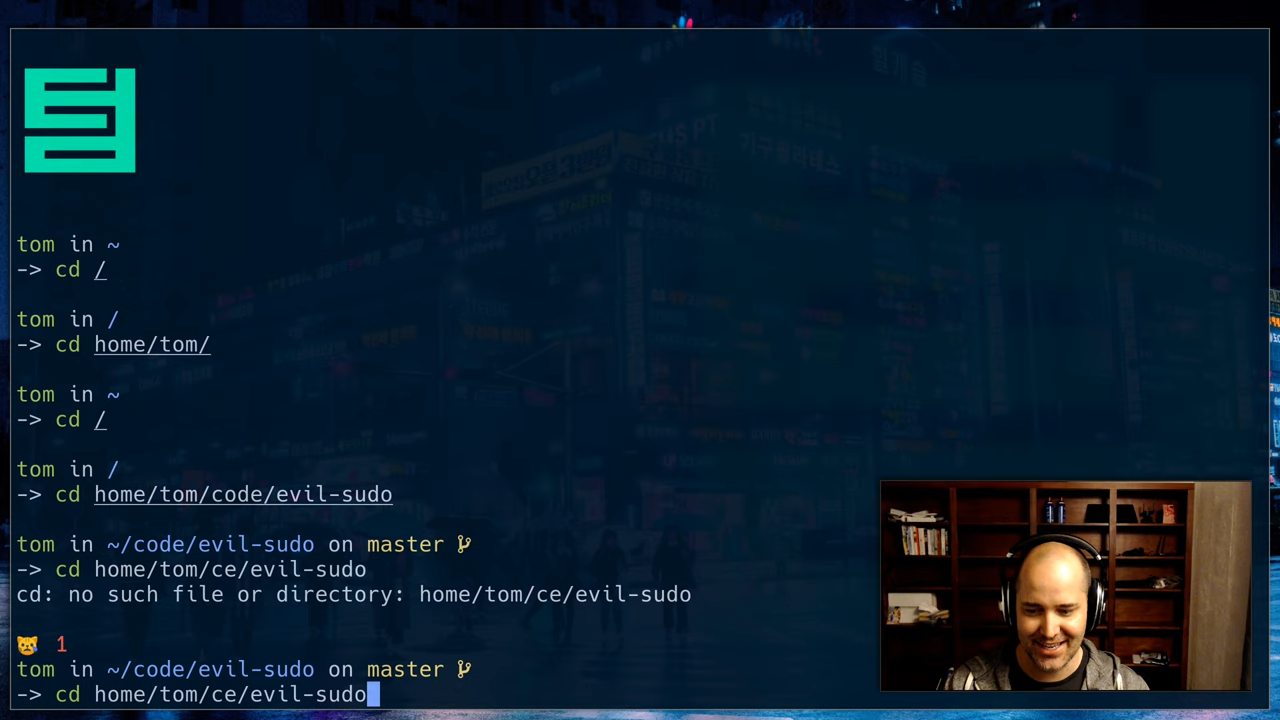 tom in ~
-> cd /
tom in /
-> cd home/tom/
tom in ~
-> cd /
tom in /
-> cd home/tom/code/evil-sudo
tom in ~/code/evil-sudo on master
-> cd home/tom/ce/evil-sudo
cd: no such file or directory: home/tom/ce/evil-sudo
1
tom in ~/code/evil-sudo on master
-> cd home/tom/ce/evil-sudo